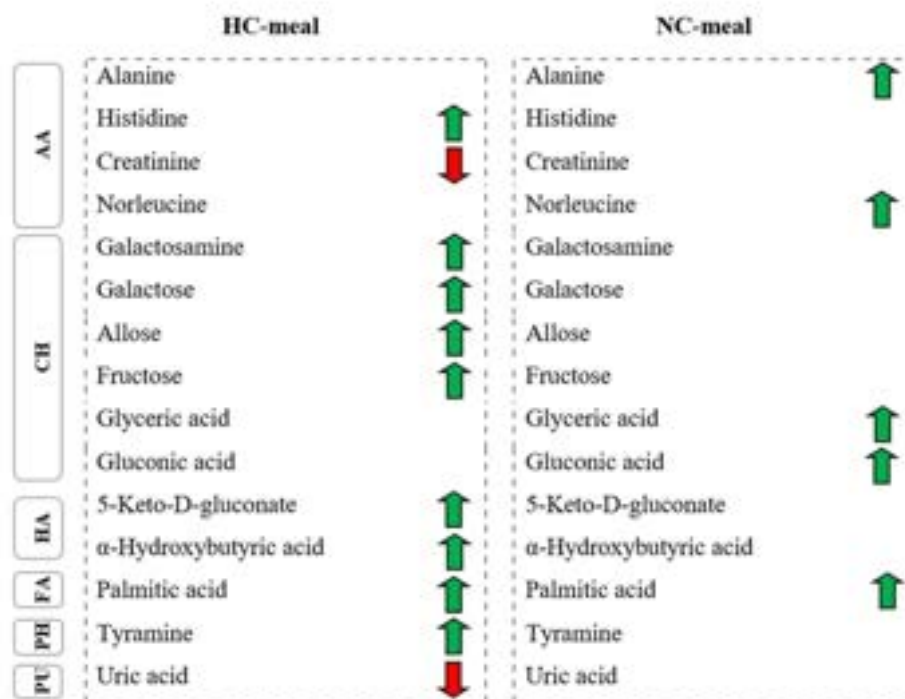 HC-meal NC-meal
AA
Alanine Alanine
Histidine Histidine
Creatinine Creatinine
Norleucine Norleucine
CH
Galactosamine Galactosamine
Galactose Galactose
Allose Allose
Fructose Fructose
Glyceric acid Glyceric acid
Gluconic acid Gluconic acid
HA
5-Keto-D-gluconate 5-Keto-D-gluconate
α-Hydroxybutyric acid α-Hydroxybutyric acid
FA
Palmitic acid Palmitic acid
PH
Tyramine Tyramine
PU
Uric acid Uric acid